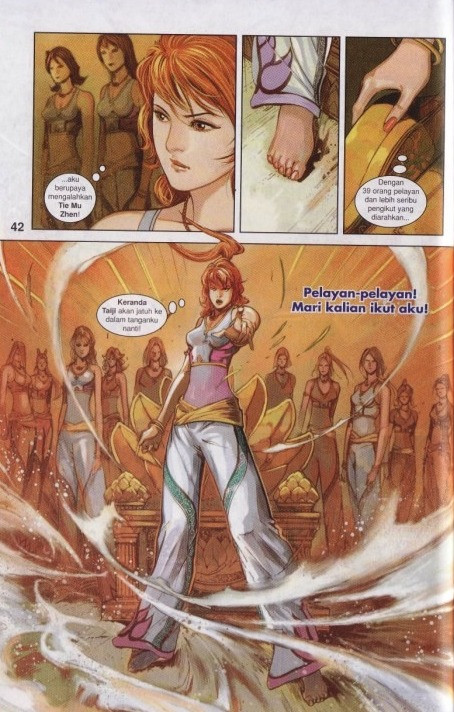 ...aku
berupaya
mengalahkan
Tie Mu
Zhen!
Dengan
39 orang pelayan
dan lebih seribu
pengikut yang
diarahkan...
42
Keranda
Taiji akan jatuh ke
dalam tanganku
nanti!
Pelayan-pelayan!
Mari kalian ikut aku!